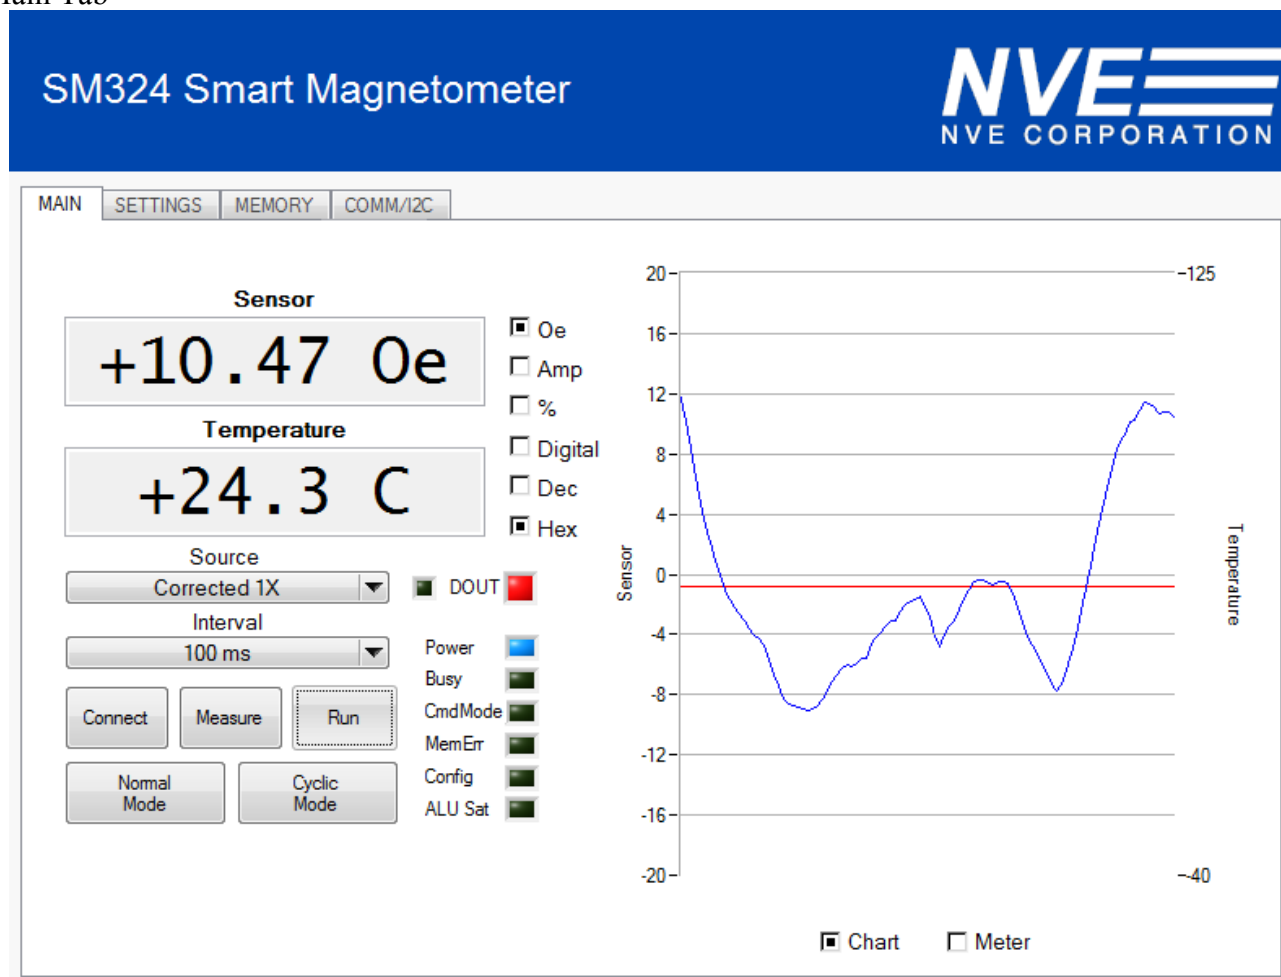 Main Tab
SM324 Smart Magnetometer
NVE
NVE CORPORATION
MAIN SETTINGS MEMORY COMM/I2C
Sensor
+10.47 Oe
Temperature
+24.3 C
Oe
Amp
%
Digital
Dec
Hex
Source
Corrected 1X
DOUT
Interval
100 ms
Connect Measure Run
Normal Mode
Cyclic Mode
Power
Busy
CmdMode
MemErr
Config
ALU Sat
Sensor
20
16
12
8
4
0
-4
-8
-12
-16
-20
125
-40
Temperature
Chart Meter